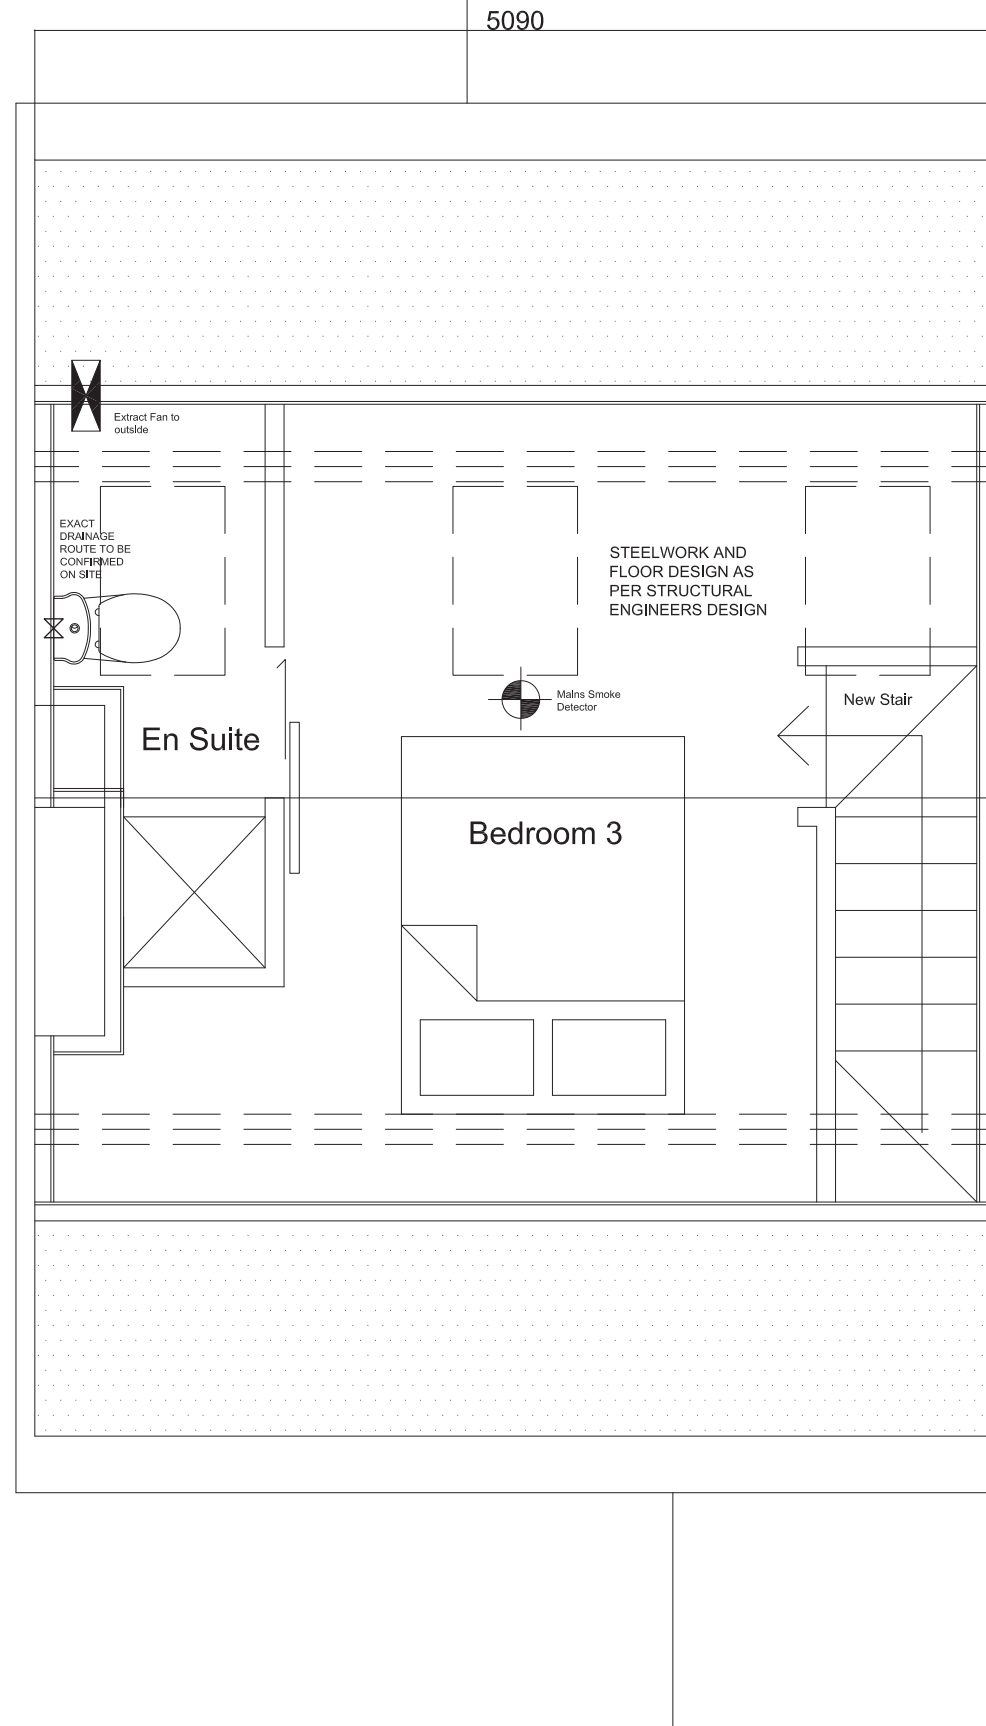 5090
Extract Fan to
outside
EXACT
DRAINAGE
ROUTE TO BE
CONFIRMED
ON SITE
STEELWORK AND
FLOOR DESIGN AS
PER STRUCTURAL
ENGINEERS DESIGN
Mains Smoke
Detector
New Stair
En Suite
Bedroom 3